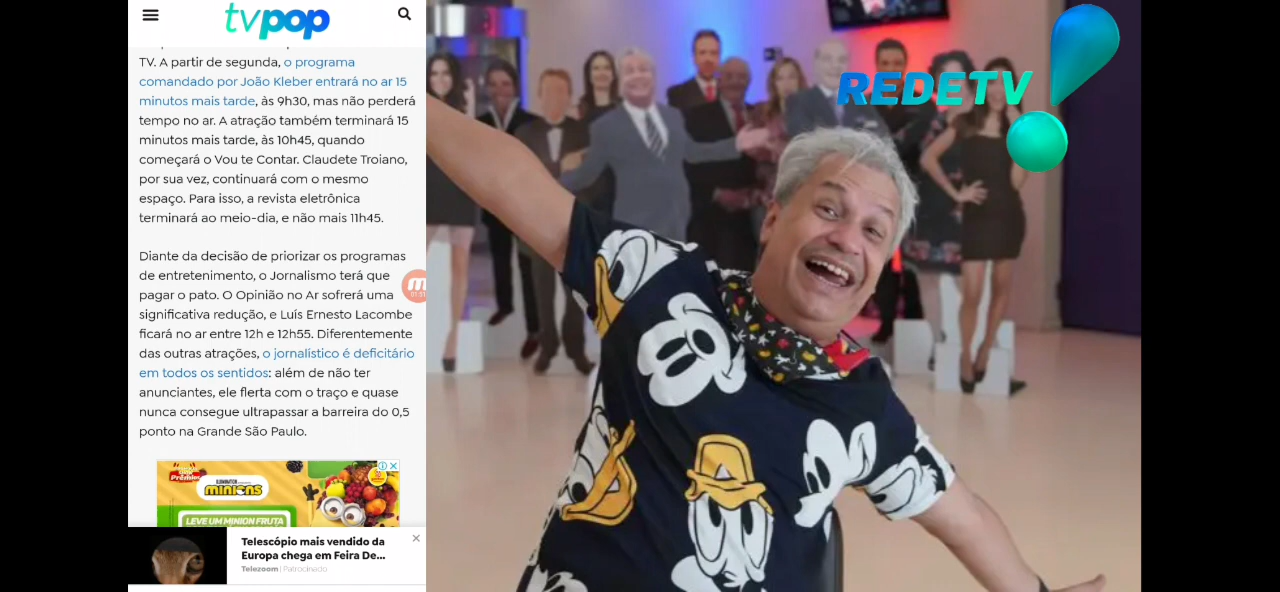 tvpop
TV. A partir de segunda, o programa
comandado por João Kleber entrará no ar 15
minutos mais tarde, às 9h30, mas não perderá
tempo no ar. A atração também terminará 15
minutos mais tarde, às 10h45, quando
começará o Vou te Contar. Claudete Troiano,
por sua vez, continuará com o mesmo
espaço. Para isso, a revista eletrônica
terminará ao meio-dia, e não mais 11h45.
Diante da decisão de priorizar os programas
de entretenimento, o Jornalismo terá que
pagar o pato. O Opinião no Ar sofrerá uma
significativa redução, e Luís Ernesto Lacombe
ficará no ar entre 12h e 12h55. Diferentemente
das outras atrações, o jornalístico é deficitário
em todos os sentidos: além de não ter
anunciantes, ele flerta com o traço e quase
nunca consegue ultrapassar a barreira do 0,5
ponto na Grande São Paulo.
minions
LEVE UM MINION FRUTA
Telescópio mais vendido da
Europa chega em Feira De...
Telezoom | Patrocinado
REDETV